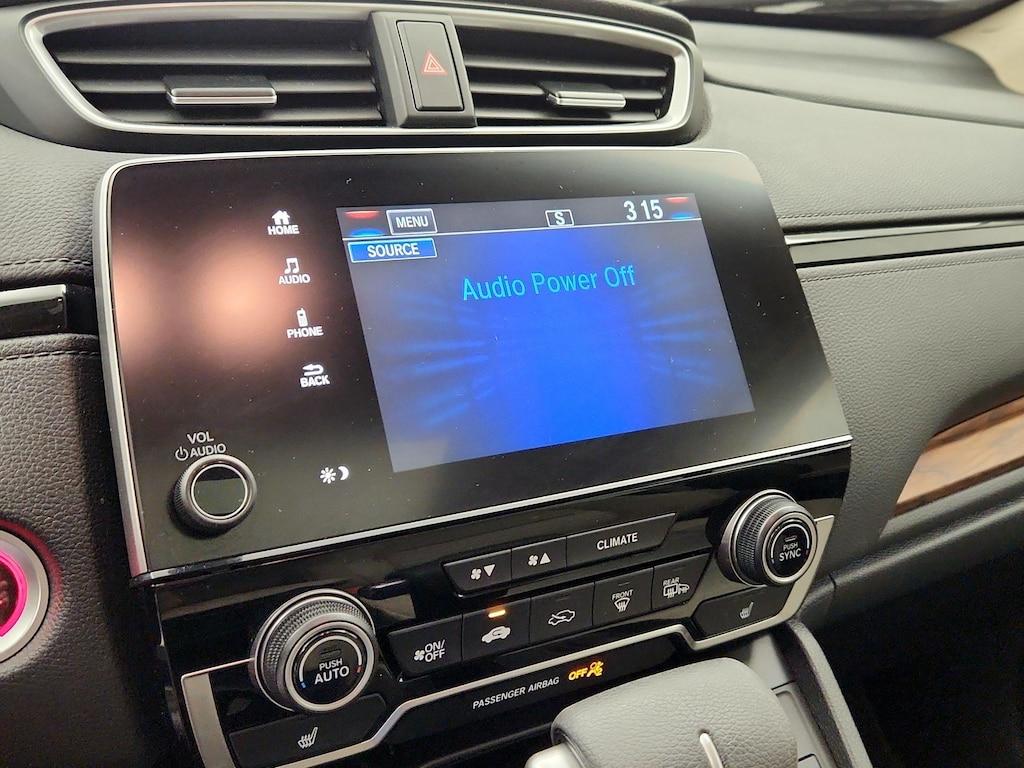 HOME
AUDIO
PHONE
BACK
VOL
AUDIO
MENU
S
3 15
SOURCE
Audio Power Off
CLIMATE
PUSH
SYNC
FRONT
REAR
ON/
OFF
PUSH
AUTO
PASSENGER AIRBAG
OFF